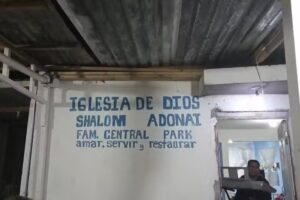 IGLESIA DE DIOS
SHALOM ADONAI
FAM. CENTRAL PARK
amar, servir y restaurar